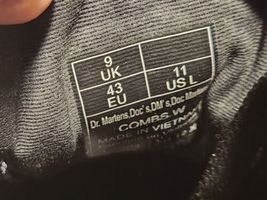 9 11
UK US L
43
EU
Dr. Martens, Doc's, DM's, Doc Martens
COMBS W
MADE IN VIETNAM